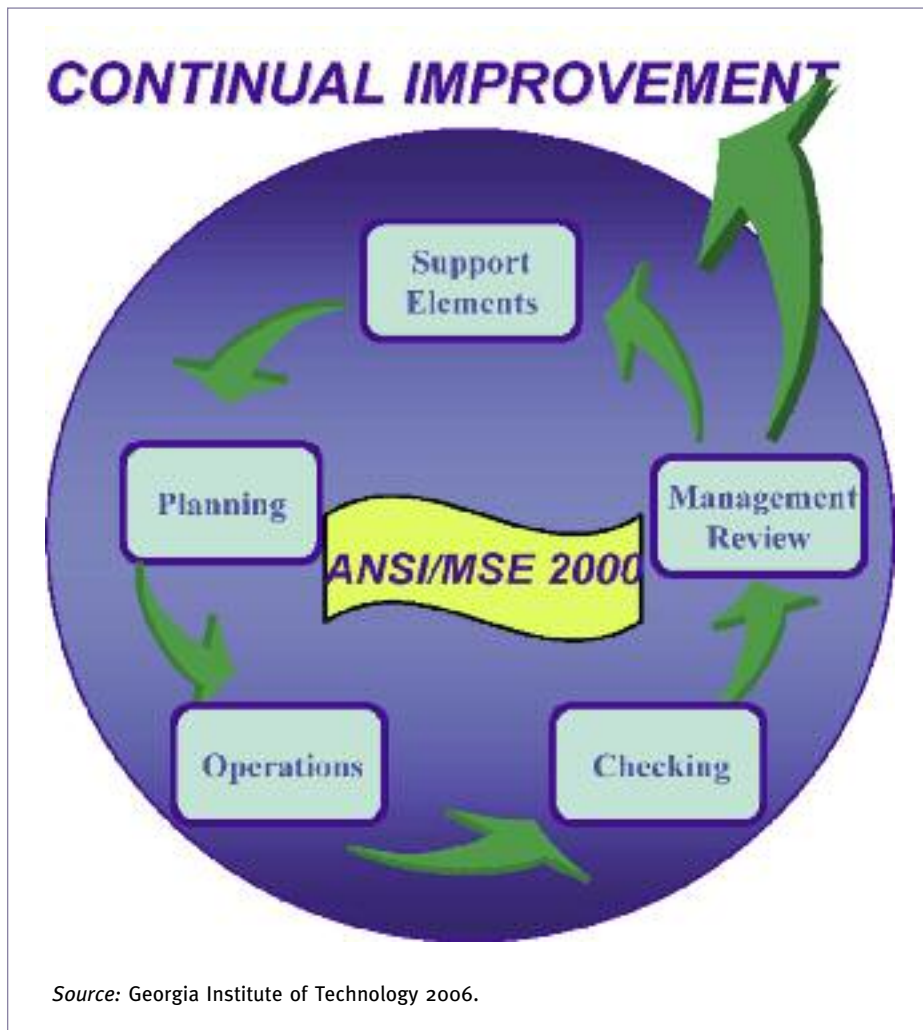 CONTINUAL IMPROVEMENT
Support
Elements
Planning
ANSI/MSE 2000
Management
Review
Operations
Checking
Source: Georgia Institute of Technology 2006.